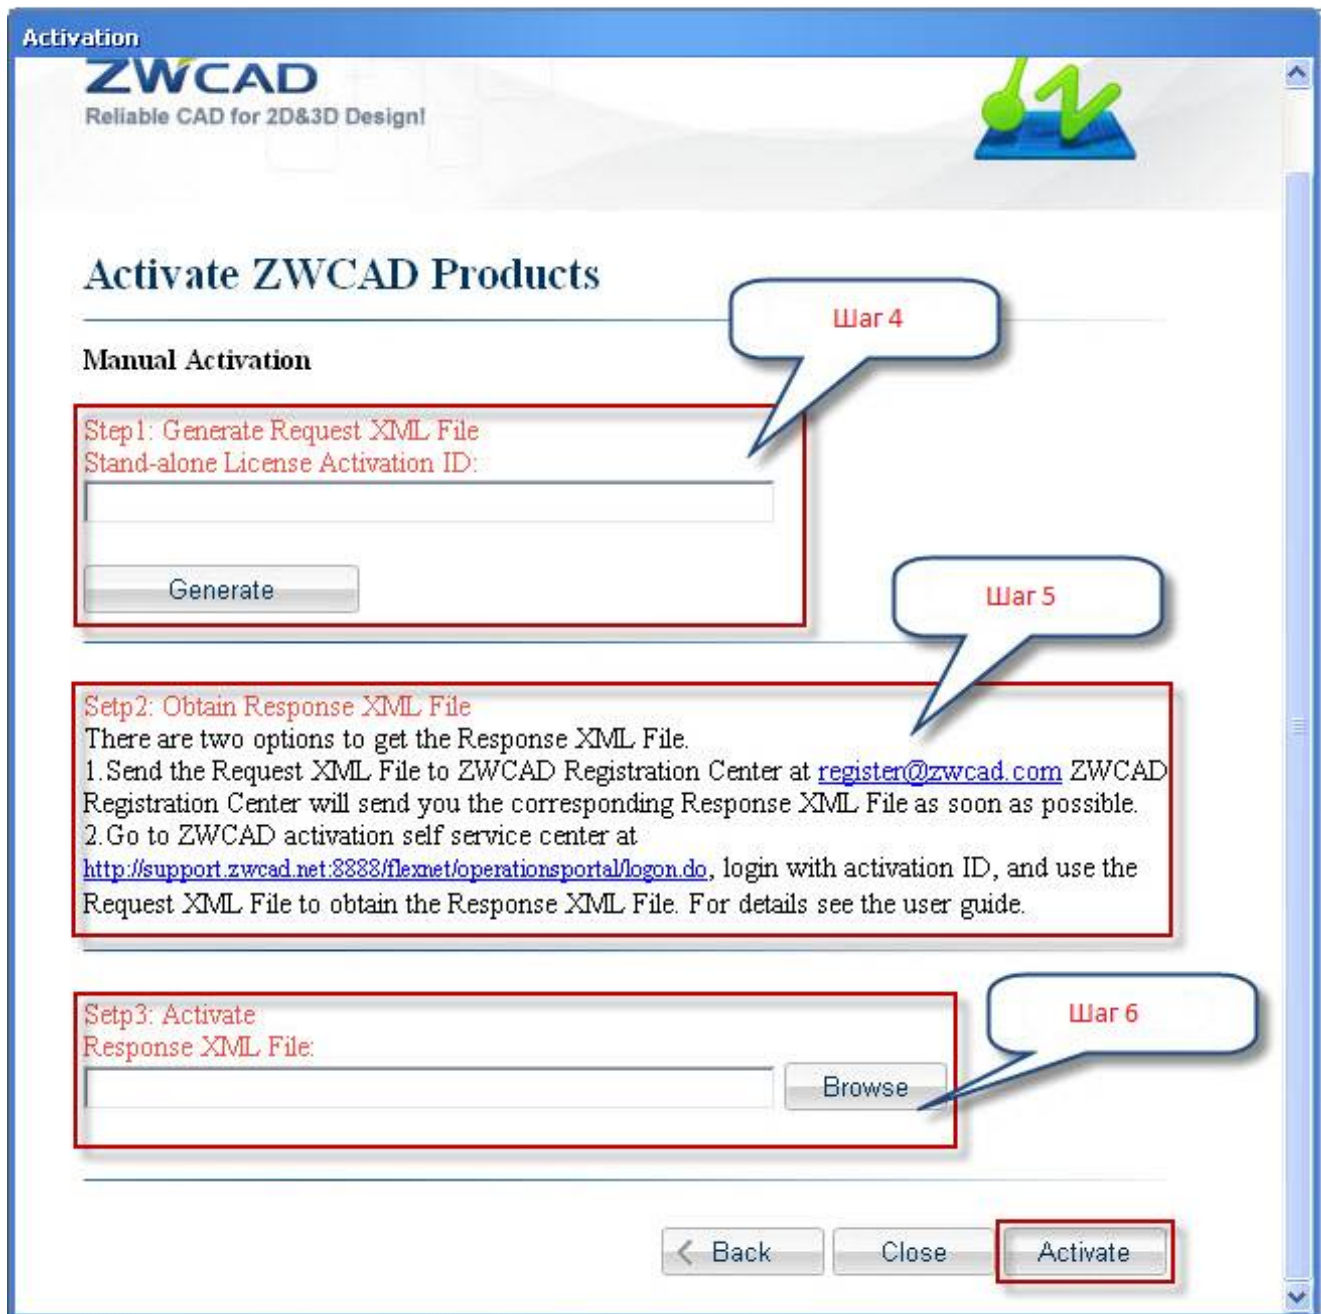 Activation
ZWCAD
Reliable CAD for 2D&3D Design!
Activate ZWCAD Products
Шаг 4
Manual Activation
Step1: Generate Request XML File
Stand-alone License Activation ID:
Generate
Шаг 5
Setp2: Obtain Response XML File
There are two options to get the Response XML File.
1.Send the Request XML File to ZWCAD Registration Center at register@zwcad.com ZWCAD
Registration Center will send you the corresponding Response XML File as soon as possible.
2.Go to ZWCAD activation self service center at
http://support.zwcad.net:8888/flexnet/operationsportal/logon.do, login with activation ID, and use the
Request XML File to obtain the Response XML File. For details see the user guide.
Setp3: Activate
Шаг 6
Response XML File:
Browse
< Back
Close
Activate